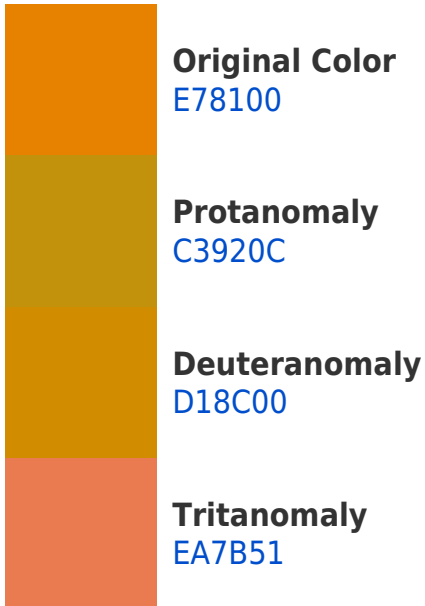 Original Color
E78100
Protanomaly
C3920C
Deuteranomaly
D18C00
Tritanomaly
EA7B51